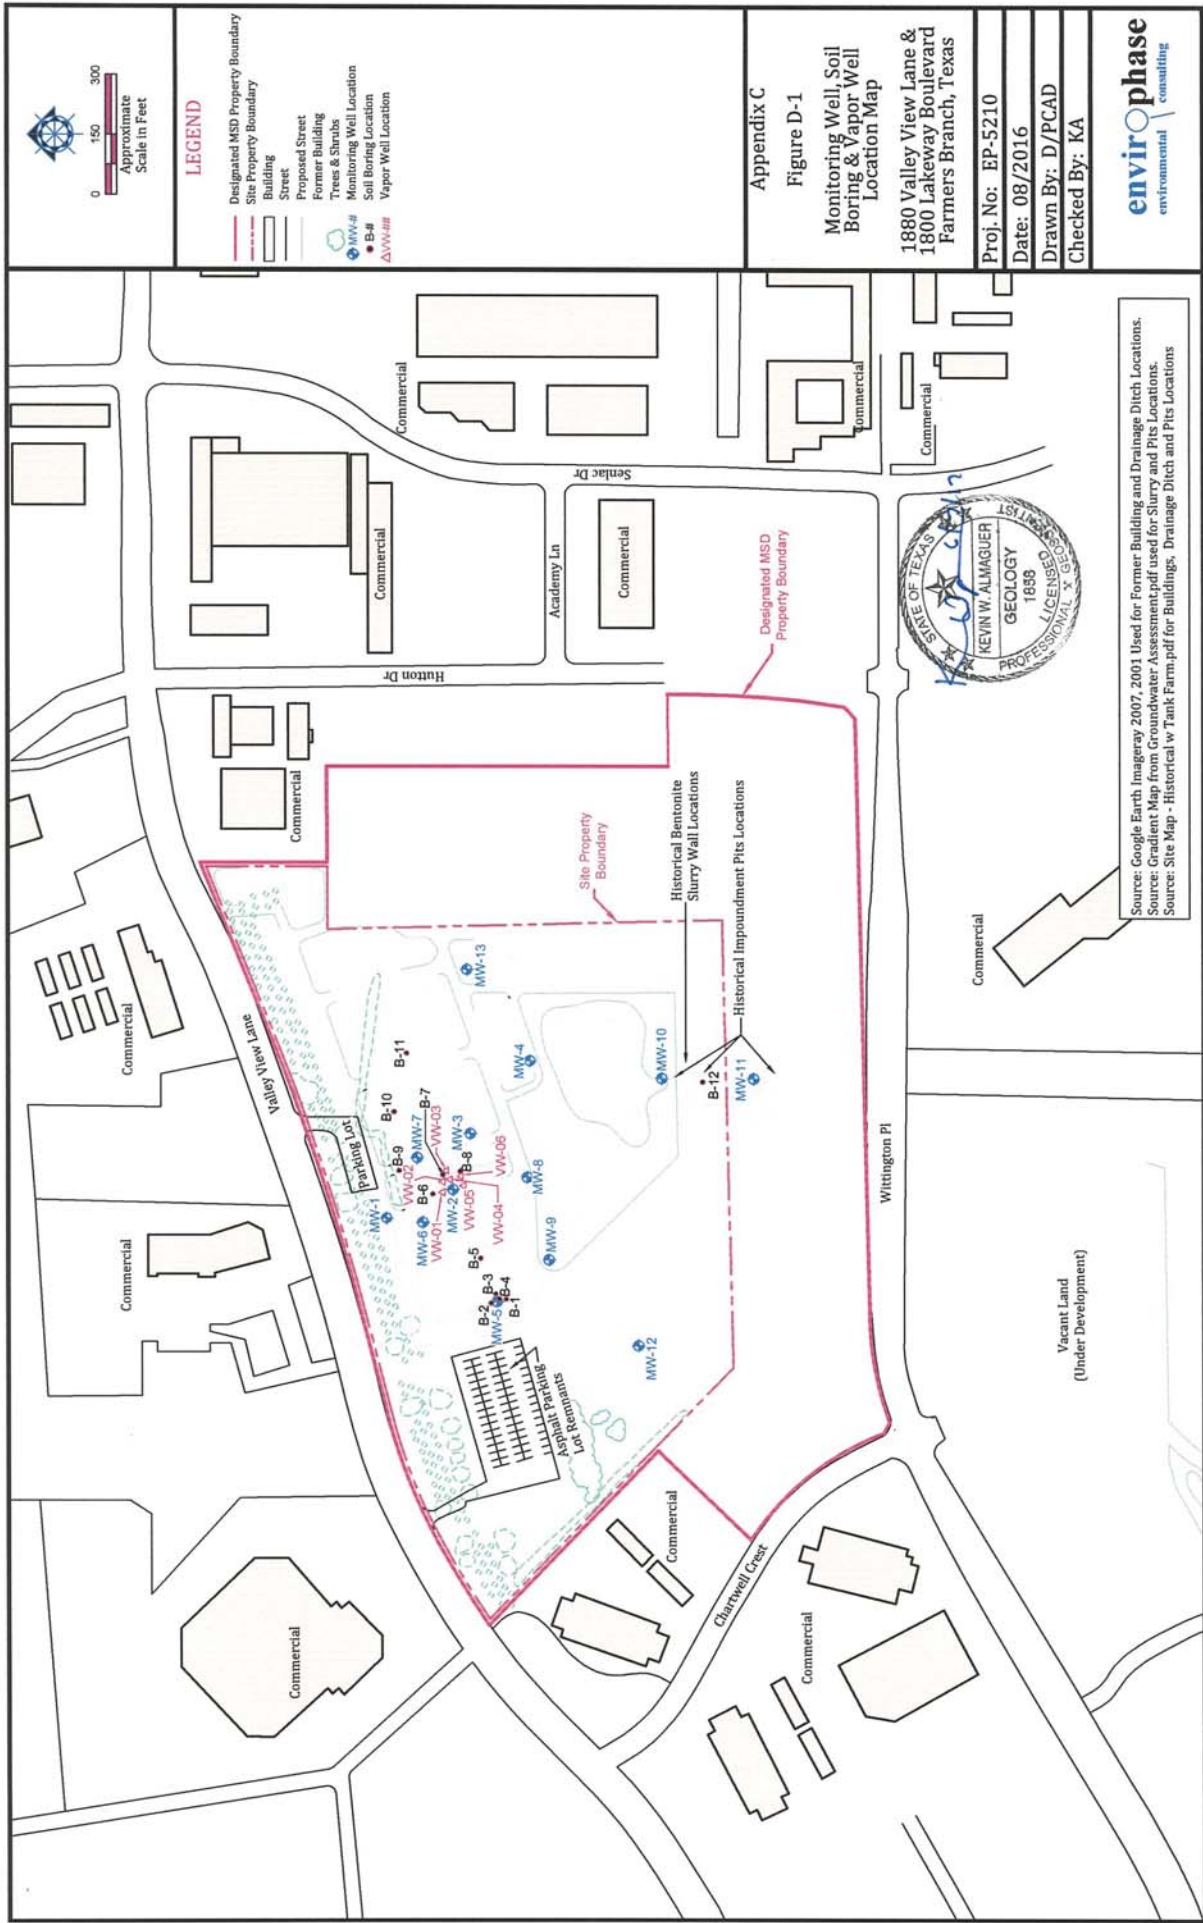 0
150
300
Approximate
Scale in Feet
LEGEND
Designated MSD Property Boundary
Site Property Boundary
Building
Street
Proposed Street
Former Building
Trees & Shrubs
MW-# Monitoring Well Location
B-# Soil Boring Location
VW-## Vapor Well Location
Appendix C
Figure D-1
Monitoring Well, Soil
Boring & Vapor Well
Location Map
1880 Valley View Lane &
1800 Lakeway Boulevard
Farmers Branch, Texas
Proj. No: EP-5210
Date: 08/2016
Drawn By: D/PCAD
Checked By: KA
envirophase
environmental consulting
Commercial
Commercial
Commercial
Commercial
Valley View Lane
Parking Lot
Commercial
Hutton Dr
Commercial
Academy Ln
Commercial
Senlac Dr
Commercial
Commercial
Commercial
Designated MSD
Property Boundary
Site Property
Boundary
Historical Bentonite
Slurry Wall Locations
Historical Impoundment Pits Locations
MW-1
MW-6
VW-01
VW-02
B-6
B-9
B-10
B-11
MW-7
B-7
VW-03
MW-2
MW-3
B-8
VW-05
VW-04
VW-06
MW-13
MW-4
MW-8
MW-9
B-5
B-2
B-3
MW-5
B-4
B-1
Asphalt Parking
Lot Remnants
MW-12
MW-10
B-12
MW-11
Commercial
Chartwell Crest
Commercial
Wittington Pl
Vacant Land
(Under Development)
Commercial
STATE OF TEXAS
KEVIN W. ALMAGUER
GEOLOGY
1858
LICENSED
PROFESSIONAL GEOSCIENTIST
Source: Google Earth Imageray 2007, 2001 Used for Former Building and Drainage Ditch Locations.
Source: Gradient Map from Groundwater Assessment.pdf used for Slurry and Pits Locations.
Source: Site Map - Historical w Tank Farm.pdf for Buildings, Drainage Ditch and Pits Locations